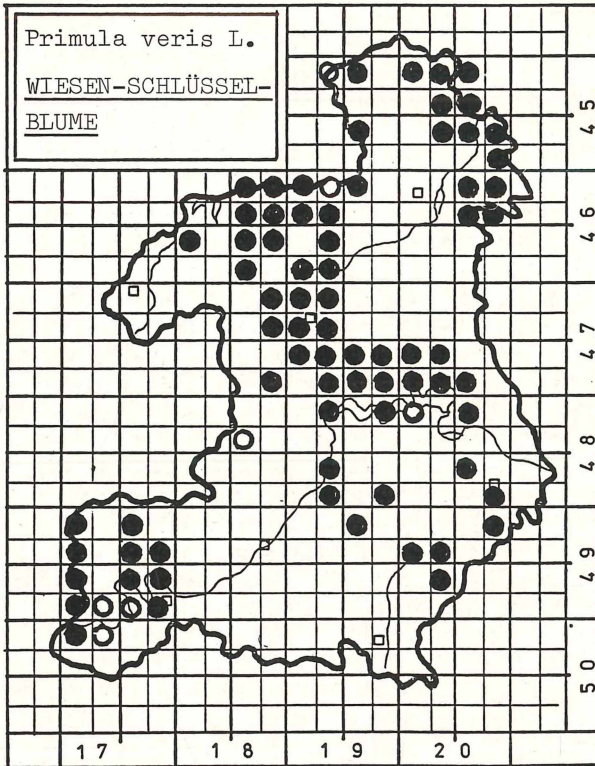 Primula veris L.
WIESEN-SCHLÜSSEL-
BLUME
45
46
47
48
49
50
17 18 19 20